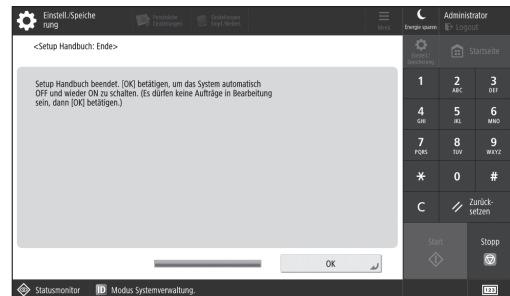 Einstell./Speiche
rung
Persönliche
Einstellungen
Einstellungen
Empf./Betrieb
Menü
Energie sparen
Administrator
Logout
<Setup Handbuch: Ende>
Einstell./
Speicherung
Startseite
Setup Handbuch beendet. [OK] betätigen, um das System automatisch
OFF und wieder ON zu schalten. (Es dürfen keine Aufträge in Bearbeitung
sein, dann [OK] betätigen.)
1
2
ABC
3
DEF
4
GHI
5
JKL
6
MNO
7
PQRS
8
TUV
9
WXYZ
*
0
#
C
Zurück-
setzen
OK
Start
Stopp
Statusmonitor
ID
Modus Systemverwaltung.
123